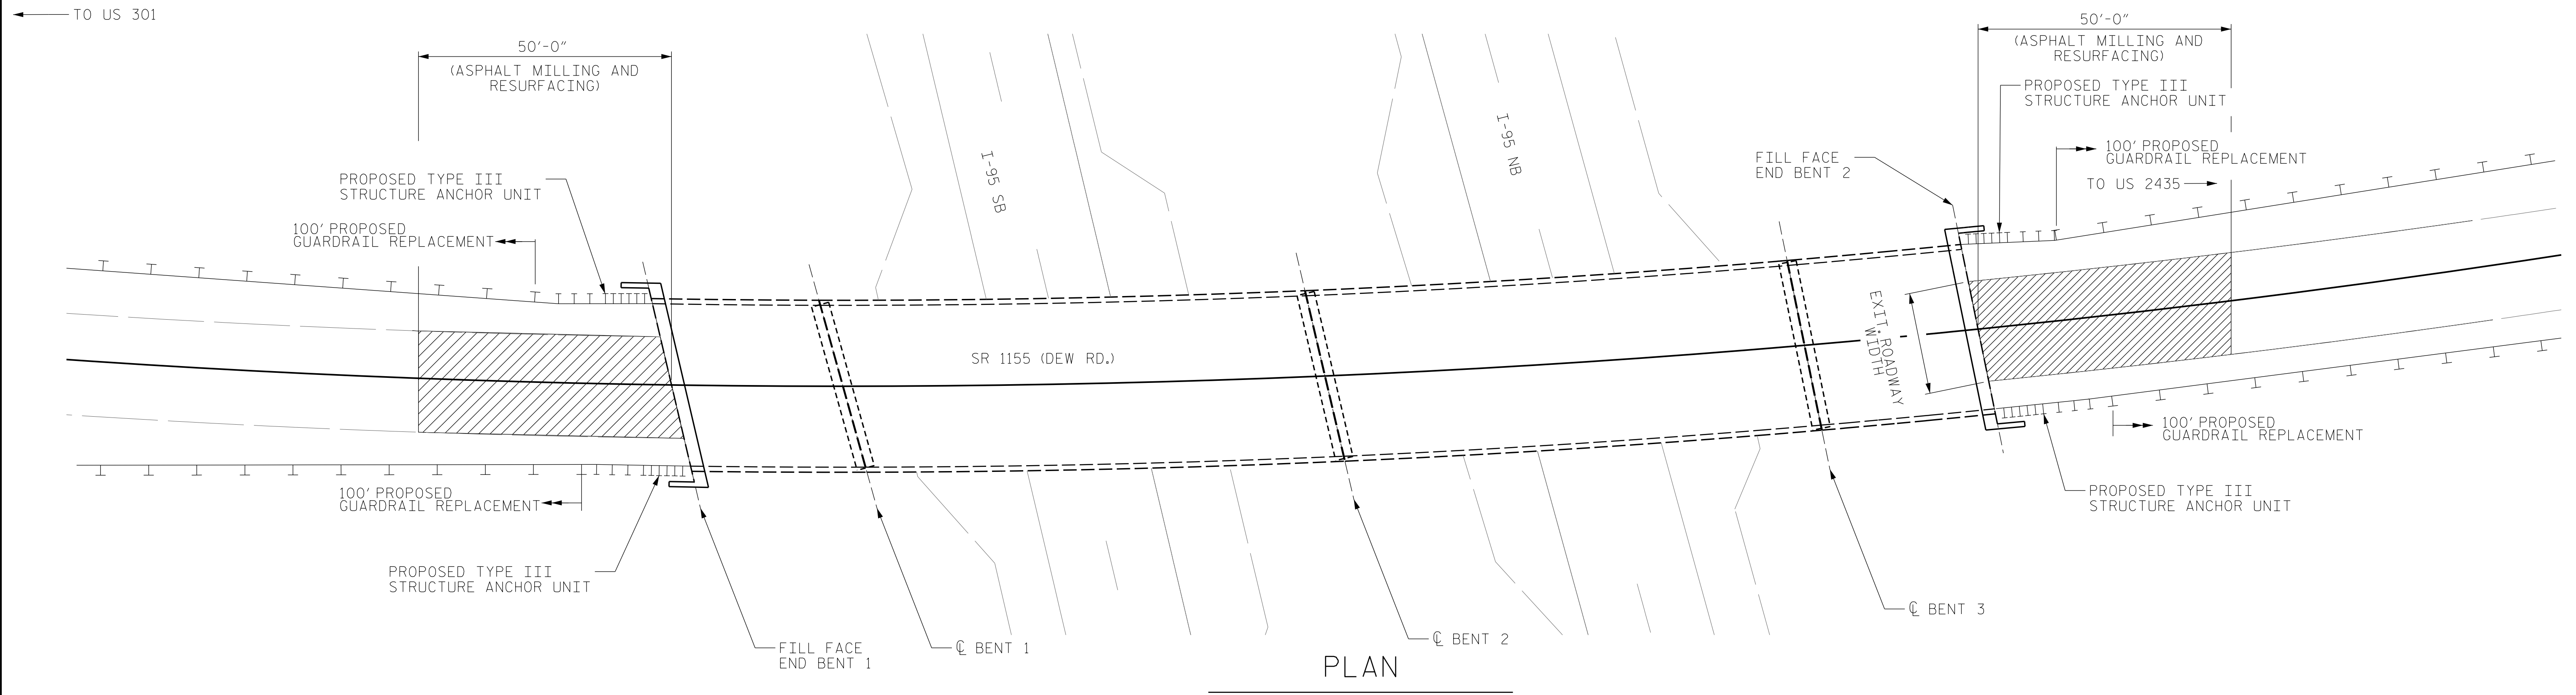 TO US 301
50'-0"
(ASPHALT MILLING AND
RESURFACING)
50'-0"
(ASPHALT MILLING AND
RESURFACING)
PROPOSED TYPE III
STRUCTURE ANCHOR UNIT
100' PROPOSED
GUARDRAIL REPLACEMENT
TO US 2435
FILL FACE
END BENT 2
I-95 SB
I-95 NB
PROPOSED TYPE III
STRUCTURE ANCHOR UNIT
100' PROPOSED
GUARDRAIL REPLACEMENT
SR 1155 (DEW RD.)
EXIT. ROADWAY
WIDTH
100' PROPOSED
GUARDRAIL REPLACEMENT
100' PROPOSED
GUARDRAIL REPLACEMENT
PROPOSED TYPE III
STRUCTURE ANCHOR UNIT
PROPOSED TYPE III
STRUCTURE ANCHOR UNIT
FILL FACE
END BENT 1
℄ BENT 1
℄ BENT 2
℄ BENT 3
PLAN